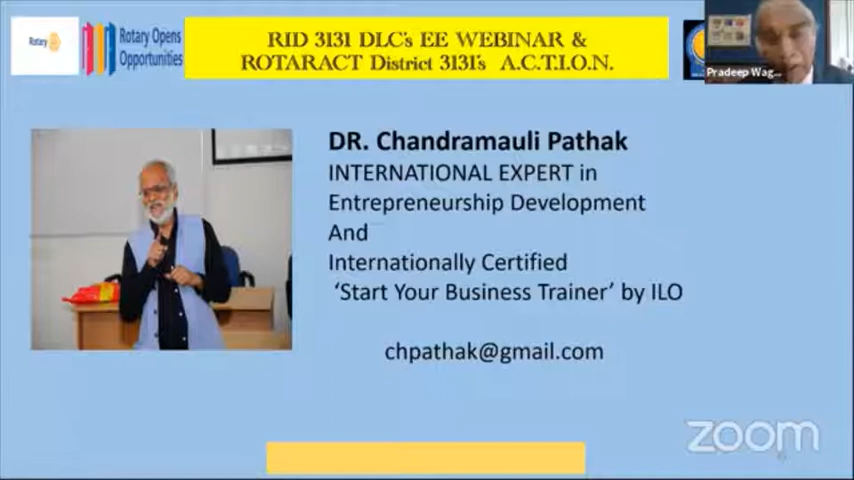 Rotary
Rotary Opens
Opportunities
RID 3131 DLC's EE WEBINAR &
ROTARACT District 3131's A.C.T.I.O.N.
Pradeep Wag...
DR. Chandramauli Pathak
INTERNATIONAL EXPERT in
Entrepreneurship Development
And
Internationally Certified
‘Start Your Business Trainer’ by ILO
chpathak@gmail.com
zoom